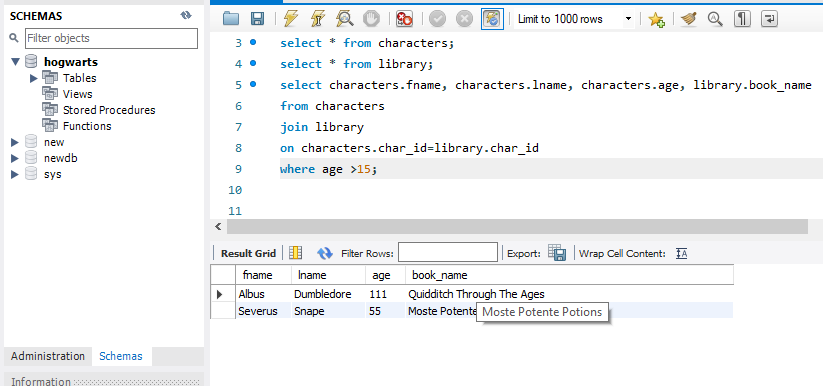 SCHEMAS
Filter objects
hogwarts
Tables
Views
Stored Procedures
Functions
new
newdb
sys
Administration Schemas
Information
Limit to 1000 rows
3 select * from characters;
4 select * from library;
5 select characters.fname, characters.lname, characters.age, library.book_name
6 from characters
7 join library
8 on characters.char_id=library.char_id
9 where age >15;
10
11
Result Grid Filter Rows: Export: Wrap Cell Content:
fname lname age book_name
Albus Dumbledore 111 Quidditch Through The Ages
Severus Snape 55 Moste Potente
Moste Potente Potions